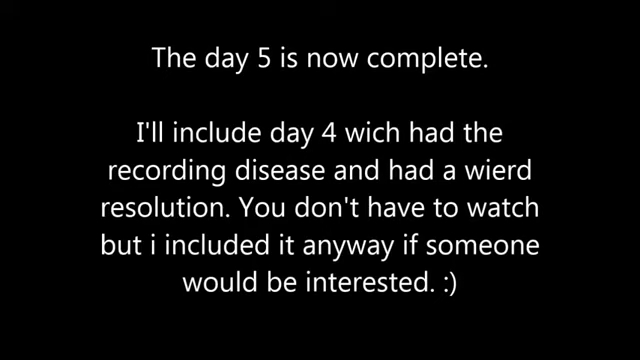 The day 5 is now complete.
I'll include day 4 wich had the
recording disease and had a wierd
resolution. You don't have to watch
but i included it anyway if someone
would be interested. :)